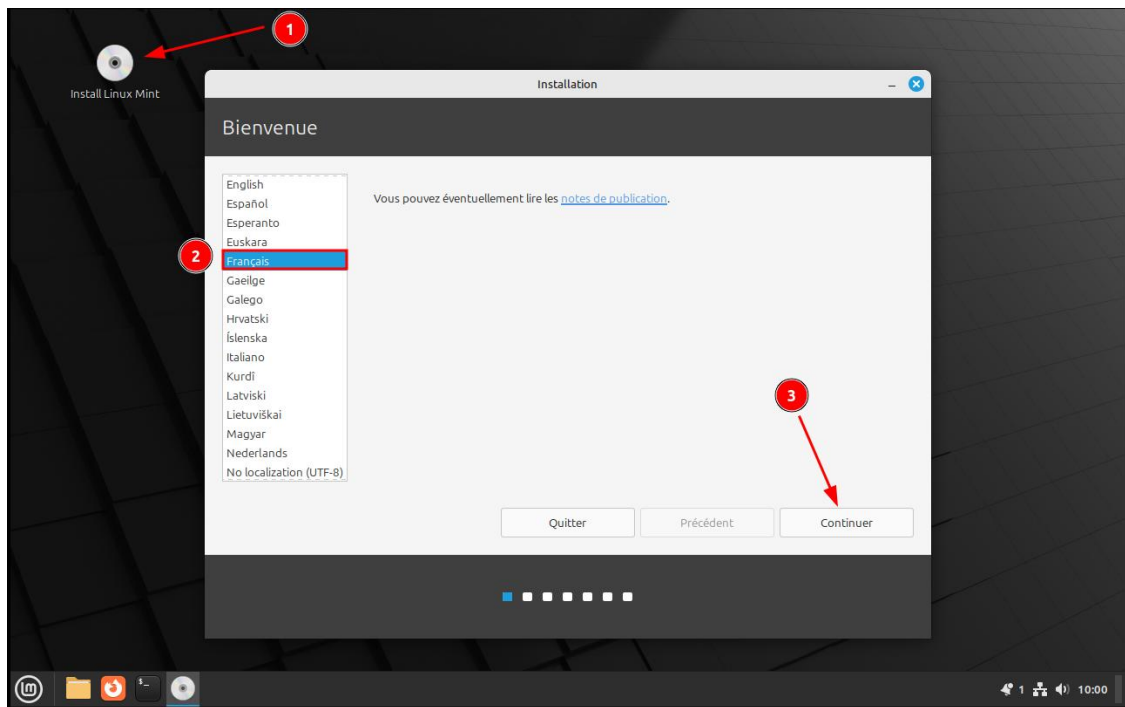 1
Install Linux Mint
Installation
Bienvenue
English
Español
Esperanto
Euskara
2
Français
Gaeilge
Galego
Hrvatski
Íslenska
Italiano
Kurdî
Latviski
Lietuviškai
Magyar
Nederlands
No localization (UTF-8)
Vous pouvez éventuellement lire les notes de publication.
3
Quitter
Précédent
Continuer
1
10:00